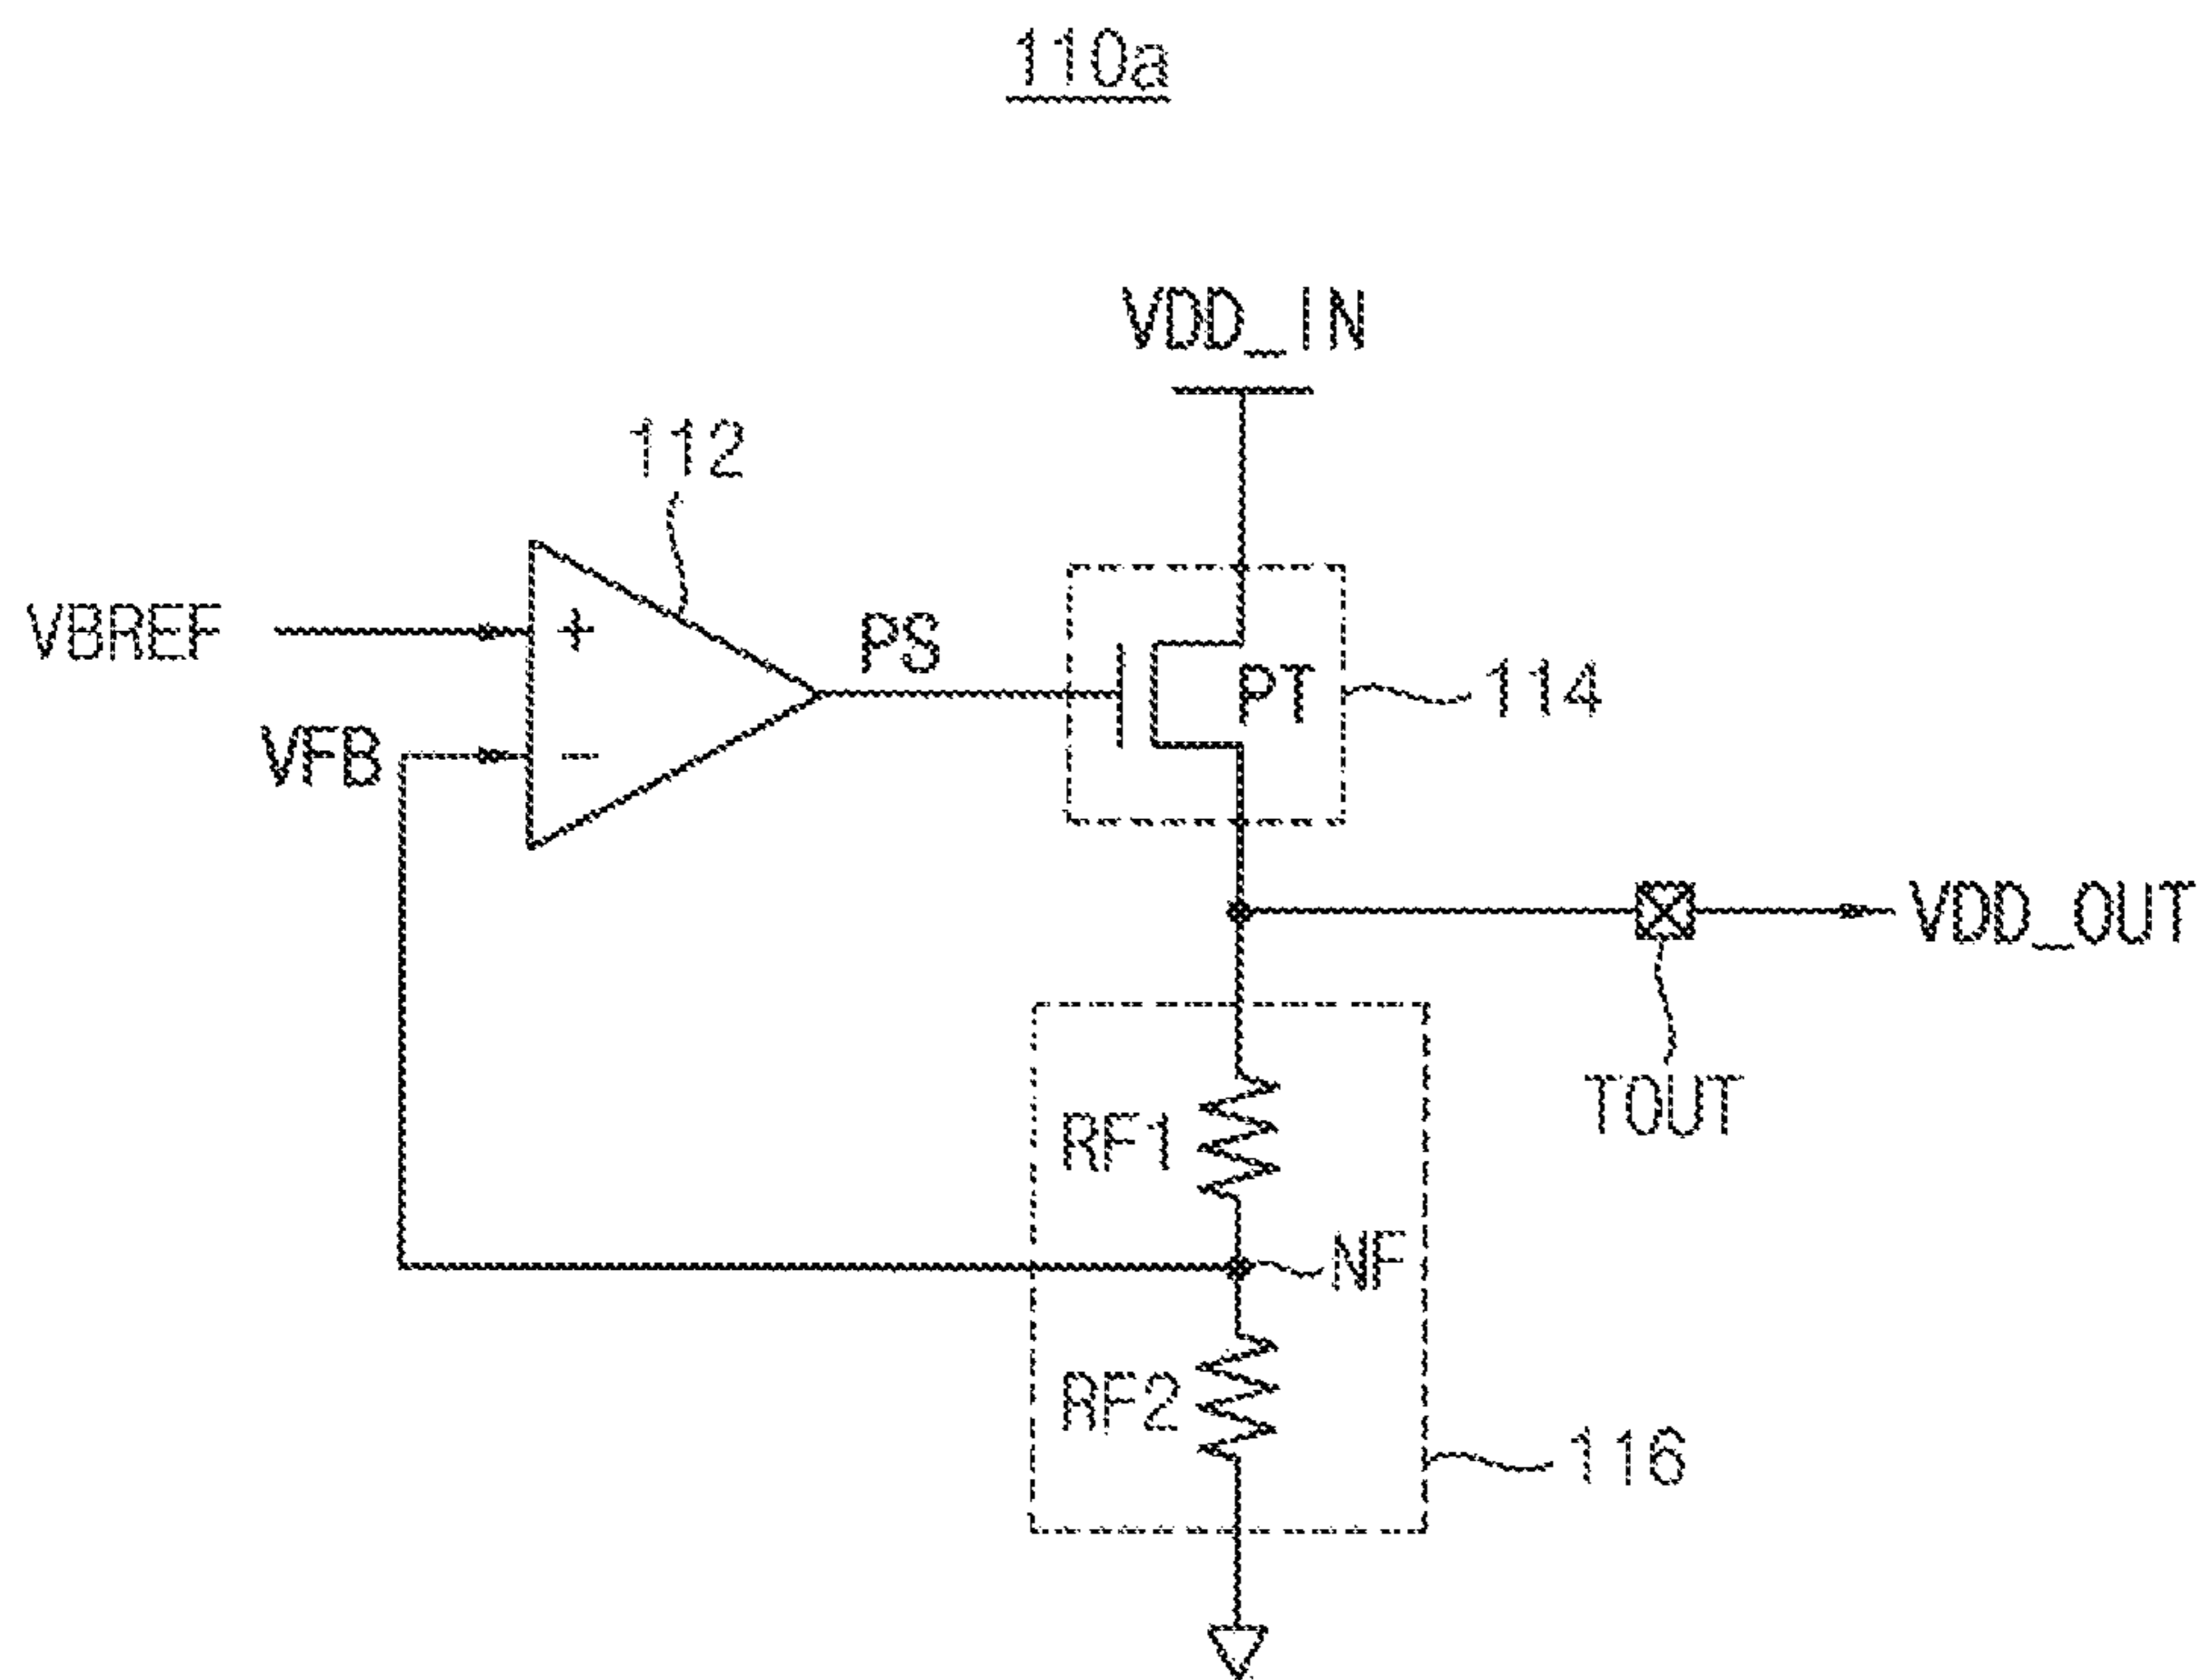 110a
VDD_IN
112
VBREF
+
PS
PT
114
VFB
-
VDD_OUT
TOUT
RF1
NF
RF2
116